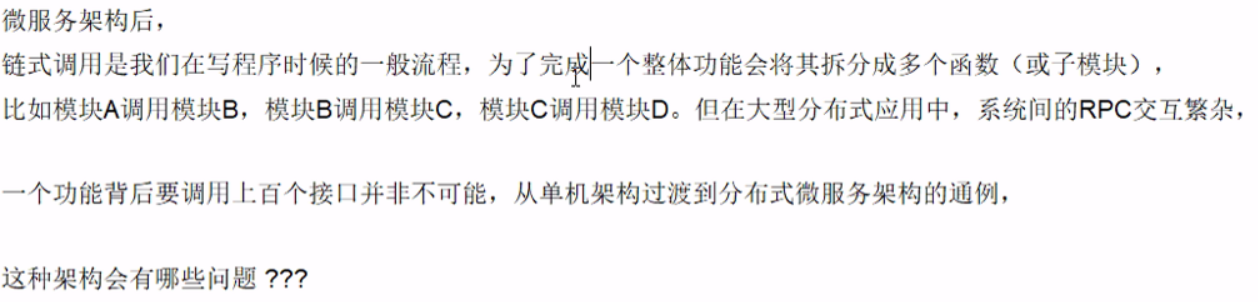 微服务架构后，
链式调用是我们在写程序时候的一般流程，为了完成一个整体功能会将其拆分成多个函数（或子模块），
比如模块A调用模块B，模块B调用模块C，模块C调用模块D。但在大型分布式应用中，系统间的RPC交互繁杂，
一个功能背后要调用上百个接口并非不可能，从单机架构过渡到分布式微服务架构的通例，
这种架构会有哪些问题 ???